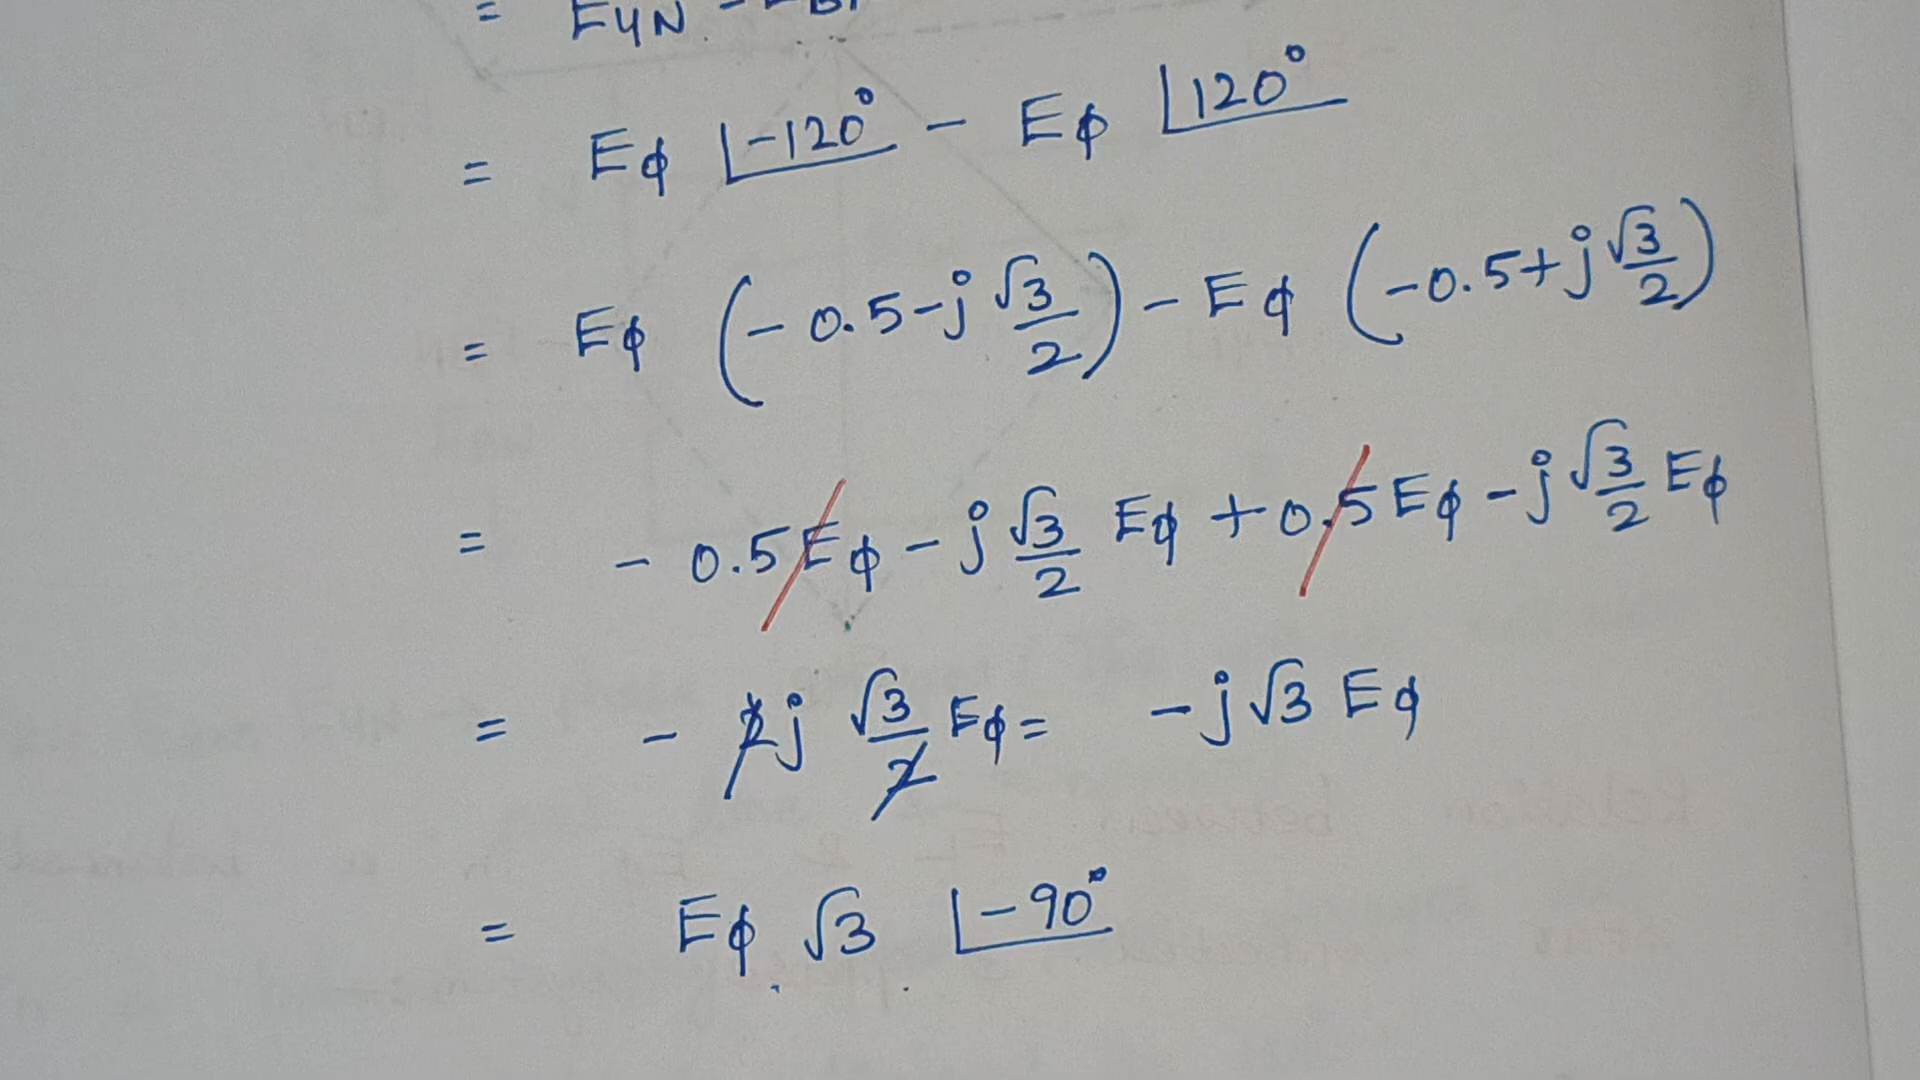 = EYN -
= Eϕ ∠-120° - Eϕ ∠120°
= Eϕ (-0.5-j √3/2) - Eϕ (-0.5+j √3/2)
= - 0.5Eϕ - j √3/2 Eϕ + 0.5Eϕ - j √3/2 Eϕ
= - 2j √3/2 Eϕ = -j√3 Eϕ
= Eϕ √3 ∠-90°